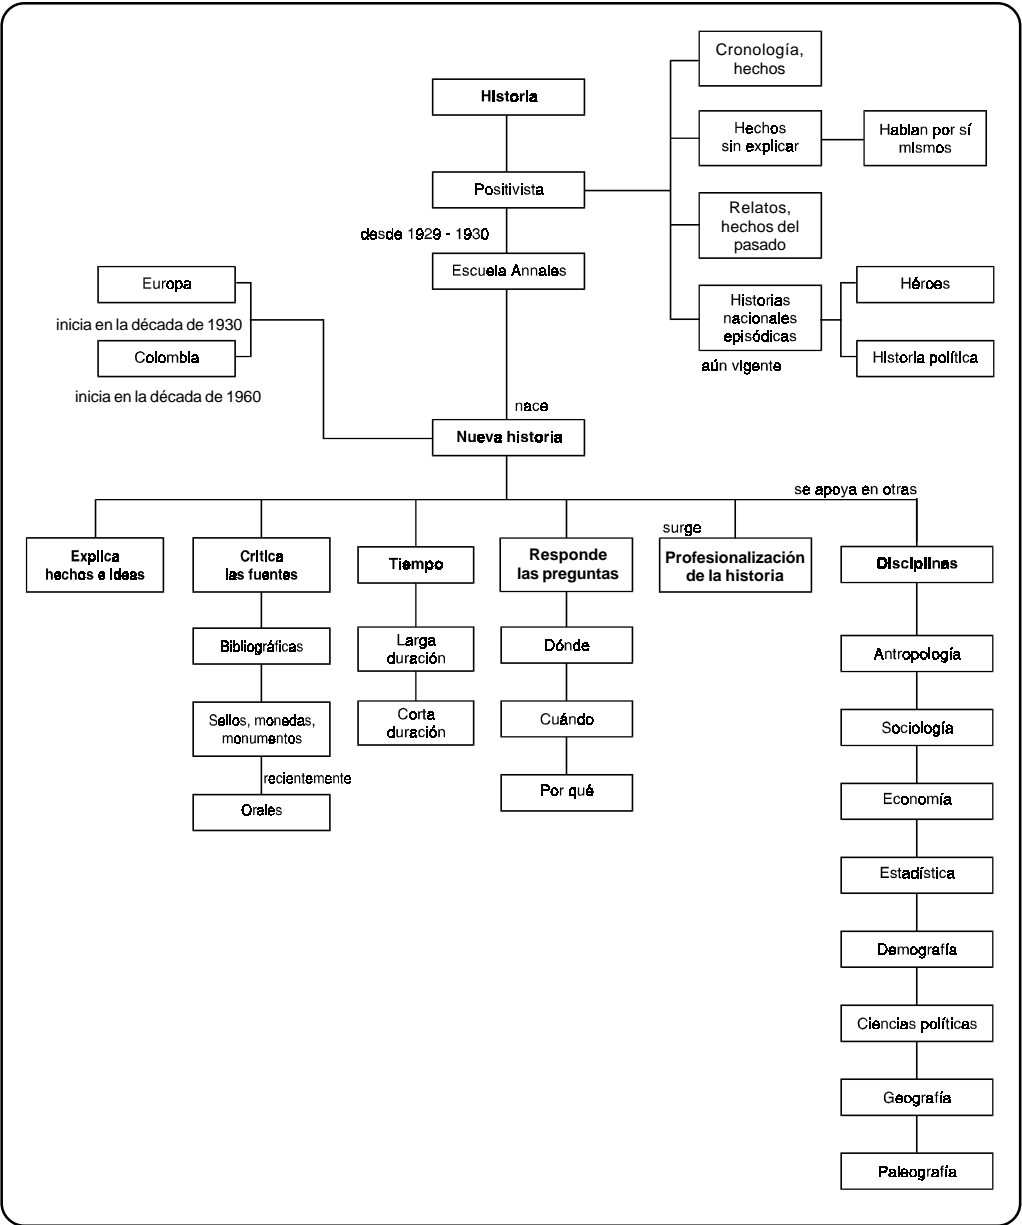 Historia
Positivista
desde 1929 - 1930
Escuela Annales
Cronología,
hechos
Hechos
sin explicar
Hablan por sí
mismos
Relatos,
hechos del
pasado
Historias
nacionales
episódicas
aún vigente
Héroes
Historia política
Europa
inicia en la década de 1930
Colombia
inicia en la década de 1960
nace
Nueva historia
se apoya en otras
Explica
hechos e ideas
Critica
las fuentes
Bibliográficas
Sellos, monedas,
monumentos
recientemente
Orales
Tiempo
Larga
duración
Corta
duración
Responde
las preguntas
Dónde
Cuándo
Por qué
surge
Profesionalización
de la historia
Disciplinas
Antropología
Sociología
Economía
Estadística
Demografía
Ciencias políticas
Geografía
Paleografía